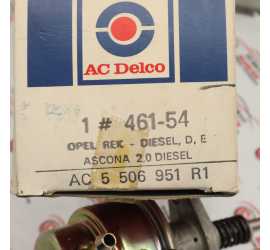 AC Delco
1 # 461-54
OPEL REK - DIESEL, D, E
ASCONA 2.0 DIESEL
AC 5 506 951 R1